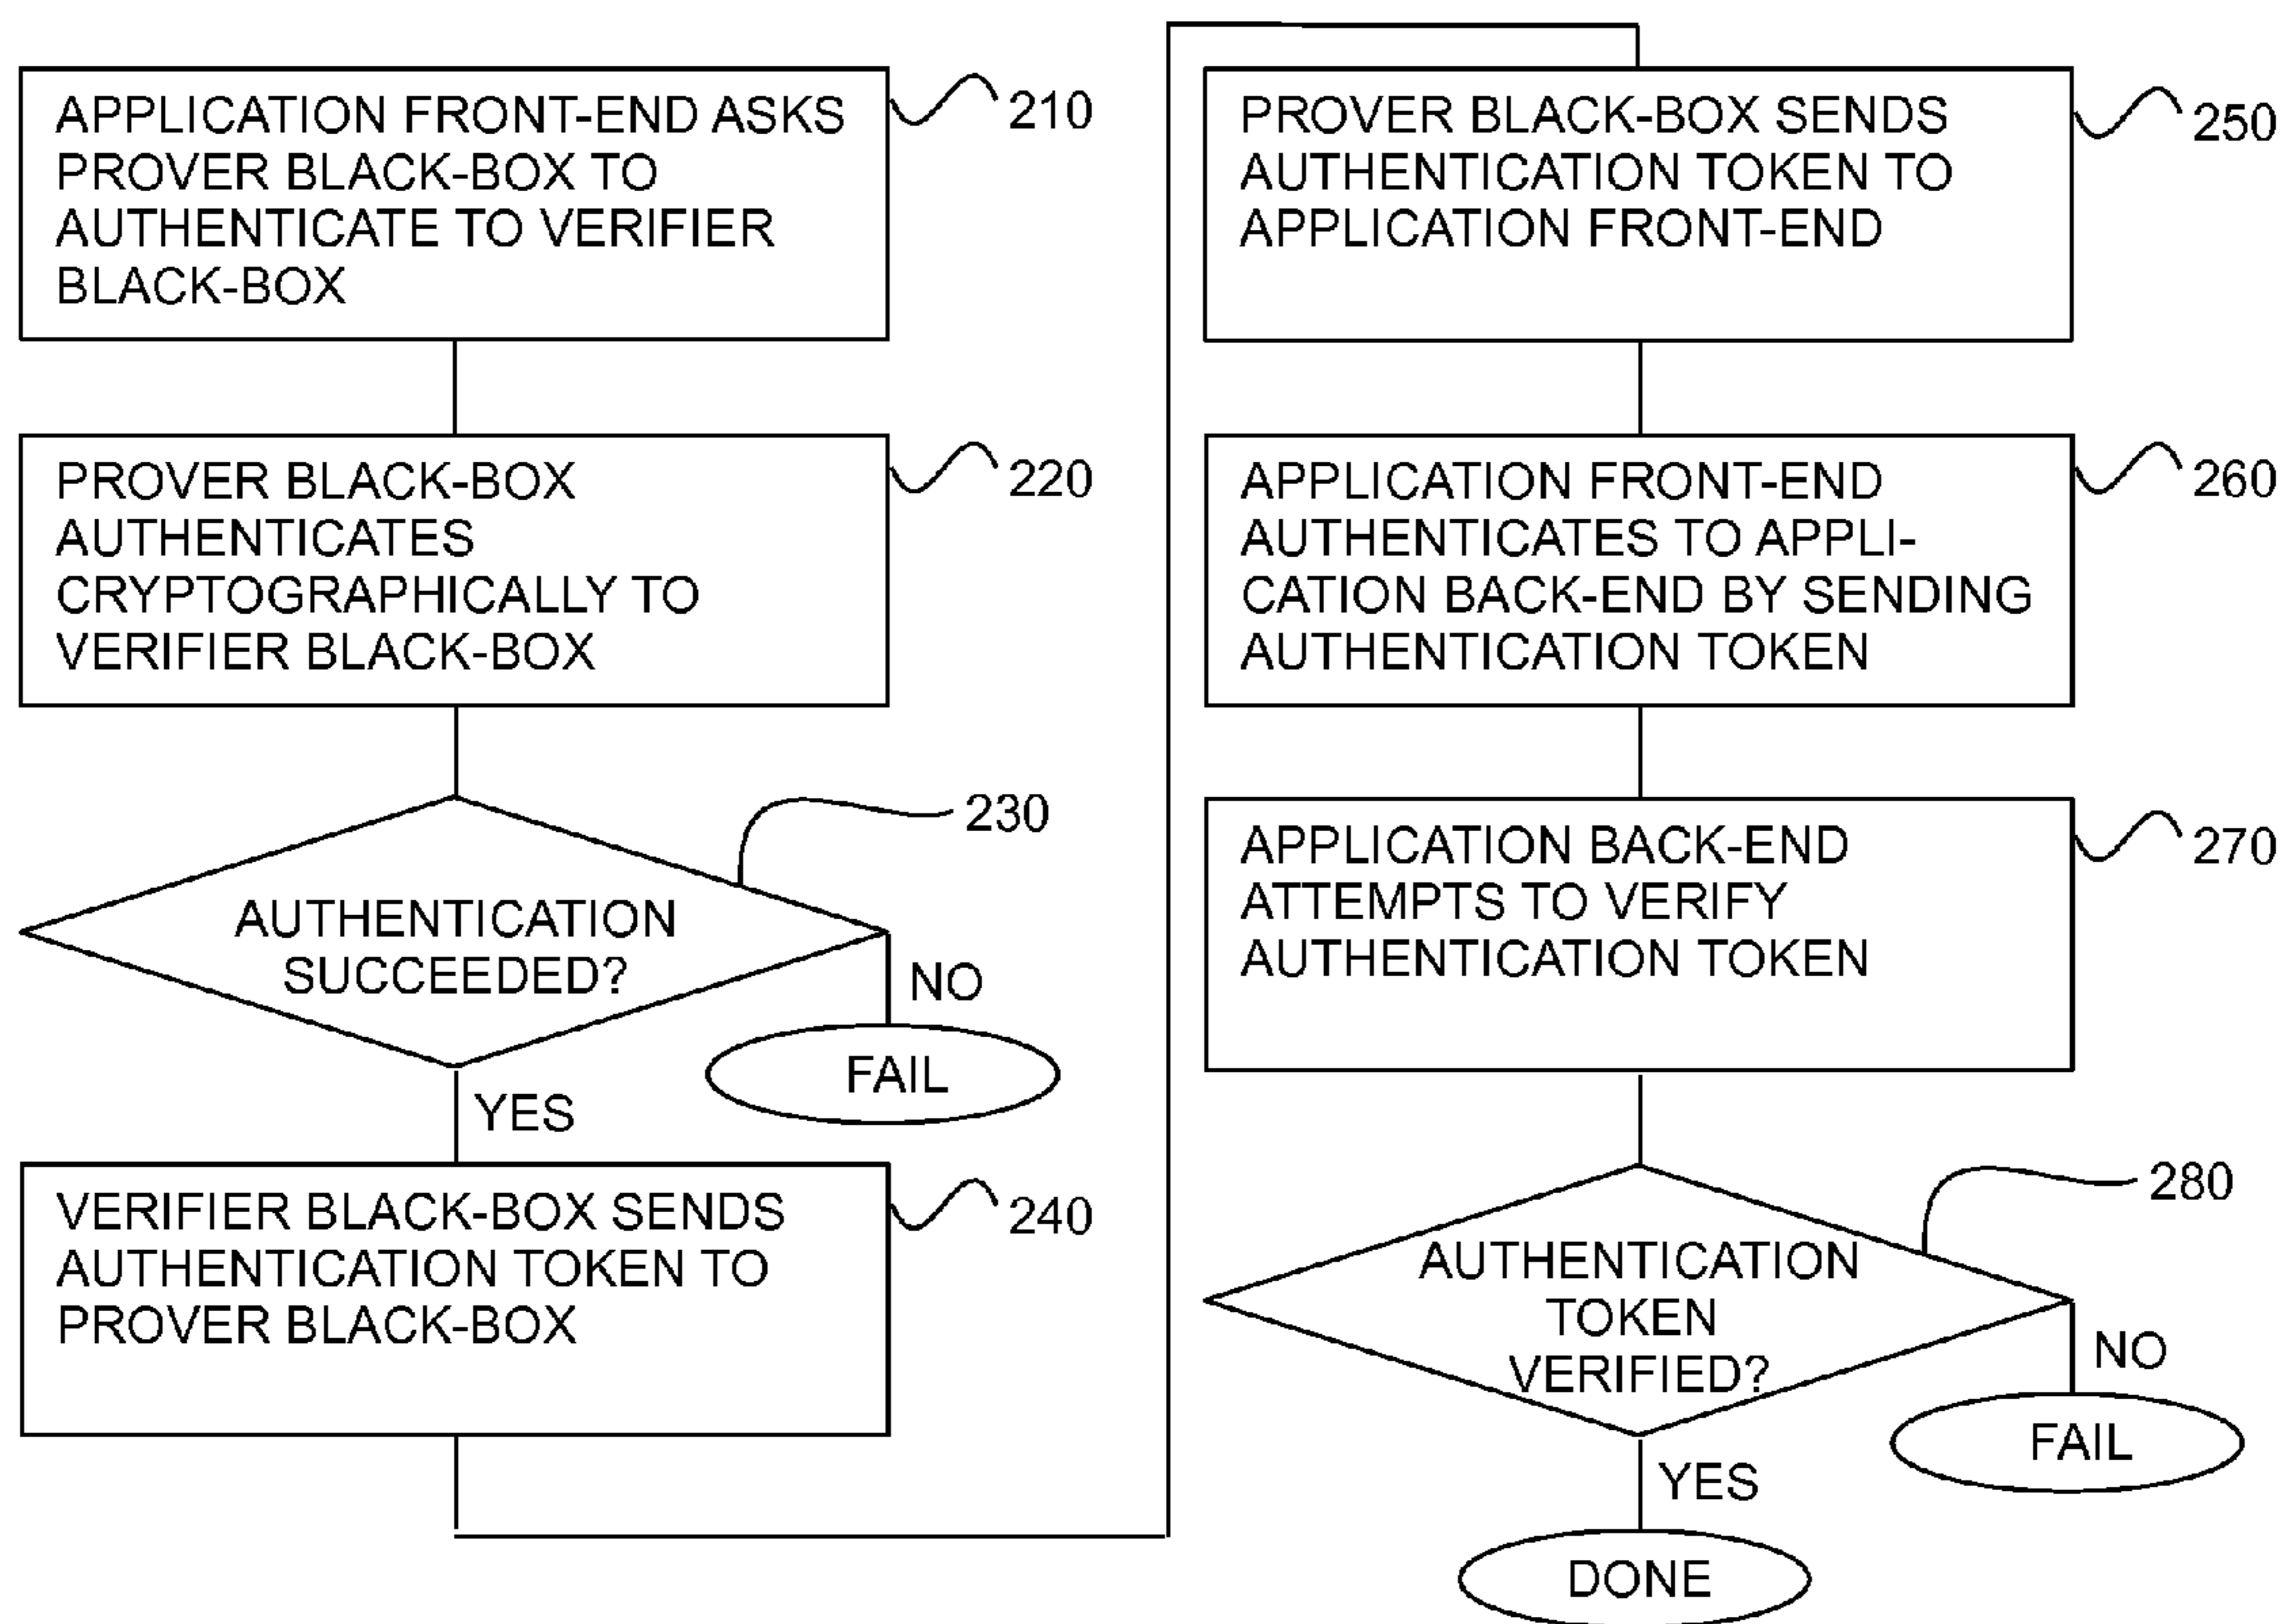 APPLICATION FRONT-END ASKS
PROVER BLACK-BOX TO
AUTHENTICATE TO VERIFIER
BLACK-BOX
210
PROVER BLACK-BOX
AUTHENTICATES
CRYPTOGRAPHICALLY TO
VERIFIER BLACK-BOX
220
230
AUTHENTICATION
SUCCEEDED?
NO
FAIL
YES
VERIFIER BLACK-BOX SENDS
AUTHENTICATION TOKEN TO
PROVER BLACK-BOX
240
PROVER BLACK-BOX SENDS
AUTHENTICATION TOKEN TO
APPLICATION FRONT-END
250
APPLICATION FRONT-END
AUTHENTICATES TO APPLI-
CATION BACK-END BY SENDING
AUTHENTICATION TOKEN
260
APPLICATION BACK-END
ATTEMPTS TO VERIFY
AUTHENTICATION TOKEN
270
280
AUTHENTICATION
TOKEN
VERIFIED?
NO
FAIL
YES
DONE